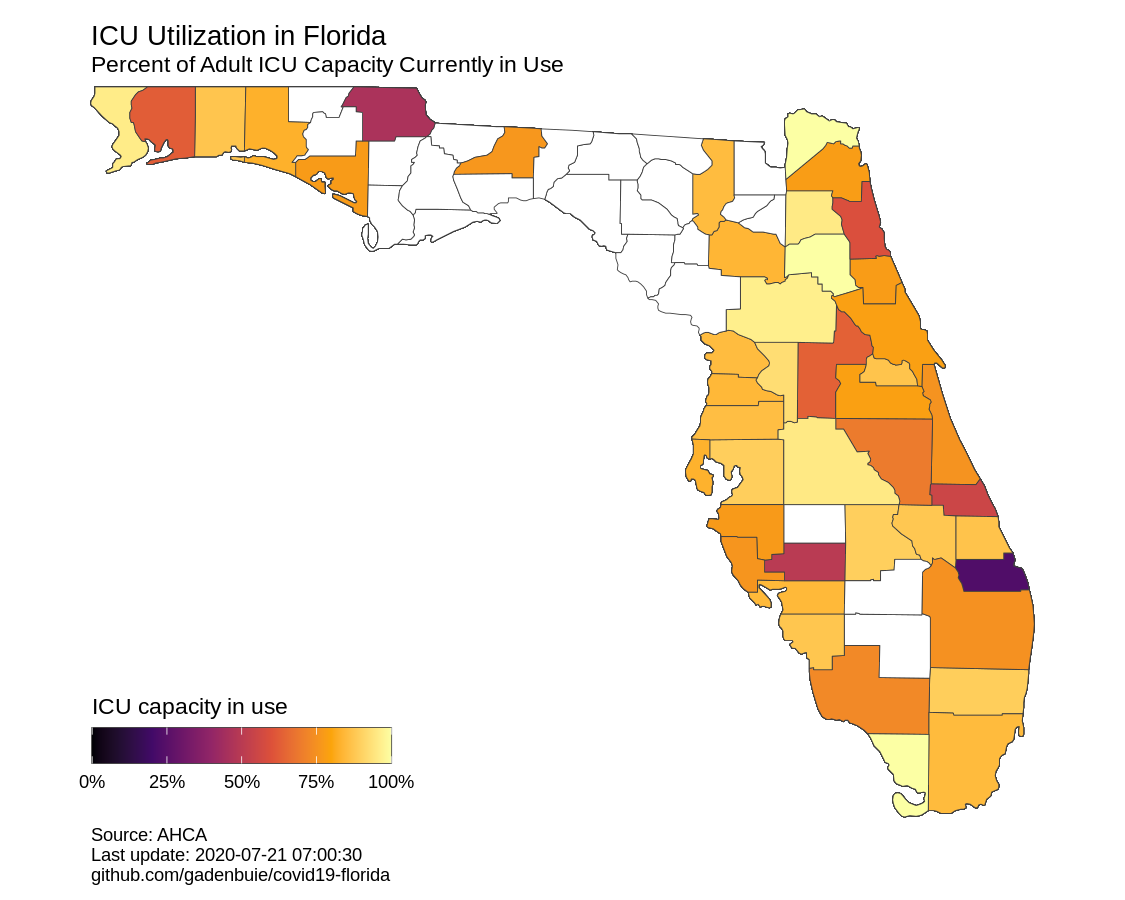 ICU Utilization in Florida
Percent of Adult ICU Capacity Currently in Use
ICU capacity in use
0% 25% 50% 75% 100%
Source: AHCA
Last update: 2020-07-21 07:00:30
github.com/gadenbuie/covid19-florida